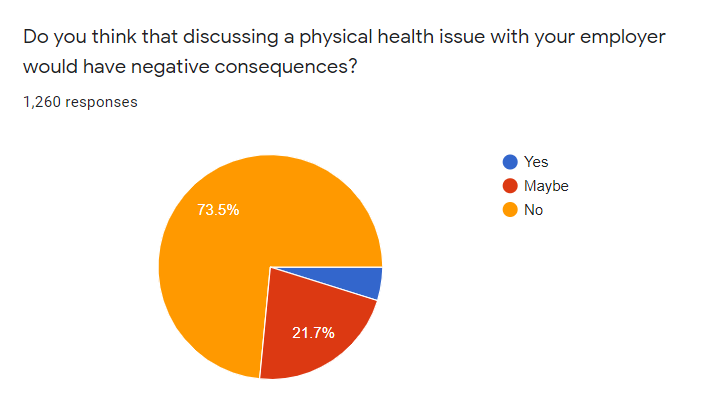 Do you think that discussing a physical health issue with your employer
would have negative consequences?
1,260 responses
Yes
Maybe
No
73.5%
21.7%